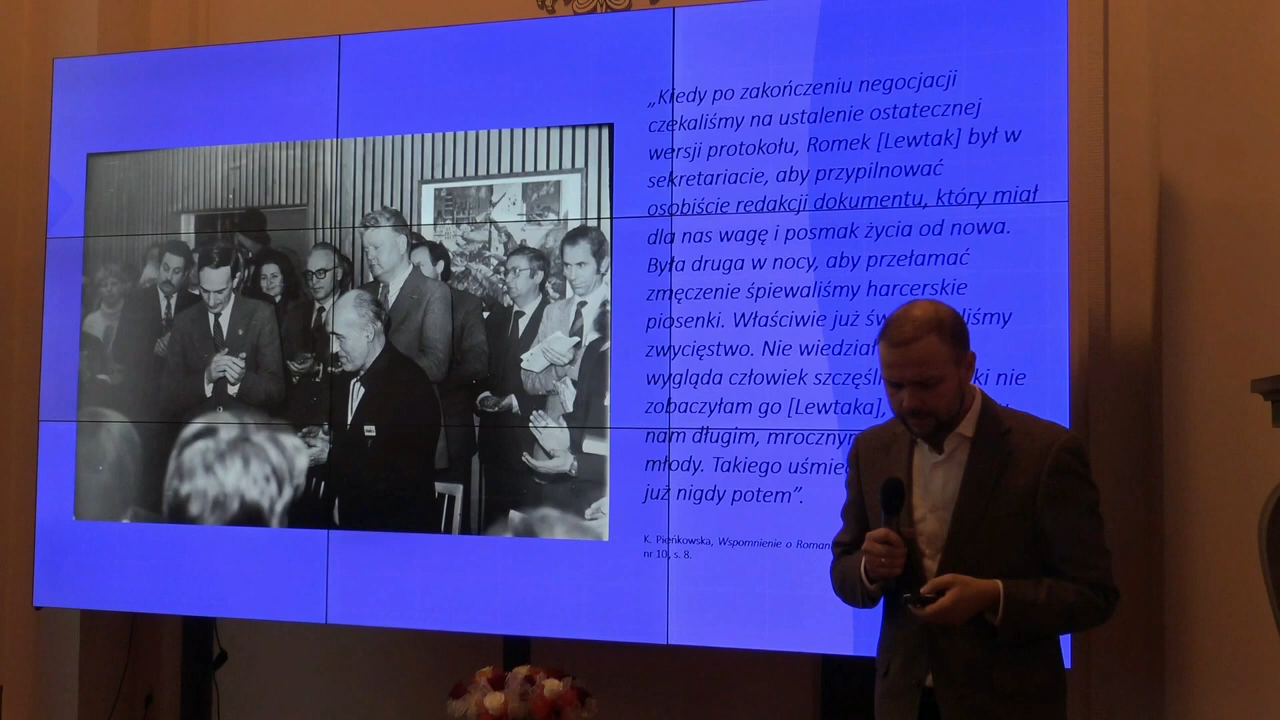 „Kiedy po zakończeniu negocjacji
czekaliśmy na ustalenie ostatecznej
wersji protokołu, Romek [Lewtak] był w
sekretariacie, aby przypilnować
osobiście redakcji dokumentu, który miał
dla nas wagę i posmak życia od nowa.
Była druga w nocy, aby przełamać
zmęczenie śpiewaliśmy harcerskie
piosenki. Właściwie już
zwycięstwo. Nie
wygląda człowiek nie
zobaczyłam go [Lewtaka],
nam długim,
młody. Takiego
już nigdy potem”.
K. Pieńkowska, Wspomnienie o
nr 10, s. 8.